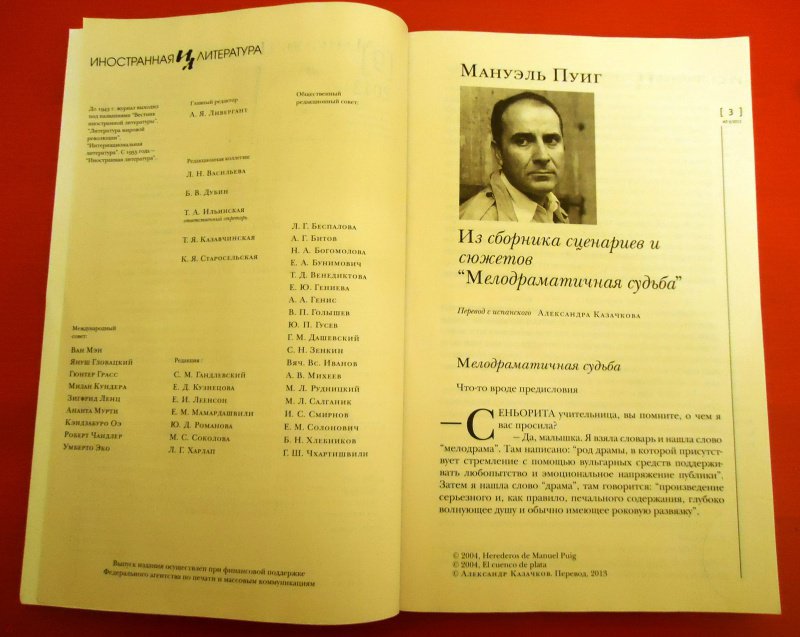 ИНОСТРАННАЯ ИЛ ЛИТЕРАТУРА
До 1943 г. журнал выходил
под названиями "Вестник
иностранной литературы",
"Литература мировой
революции",
"Интернациональная
литература". С 1955 года —
"Иностранная литература".
Главный редактор
А. Я. Ливергант
Редакционная коллегия:
Л. Н. Васильева
Б. В. Дубин
Т. А. Ильинская
ответственный секретарь
Т. Я. Казавчинская
К. Я. Старосельская
Общественный
редакционный совет:
Л. Г. Беспалова
А. Г. Битов
Н. А. Богомолова
Е. А. Бунимович
Т. Д. Венедиктова
Е. Ю. Гениева
А. А. Генис
В. П. Голышев
Ю. П. Гусев
Г. М. Дашевский
С. Н. Зенкин
Вяч. Вс. Иванов
А. В. Михеев
М. Л. Рудницкий
М. Л. Салганик
И. С. Смирнов
Е. М. Солонович
Б. Н. Хлебников
Г. Ш. Чхартишвили
Международный
совет:
Ван Мэн
Януш Гловацкий
Гюнтер Грасс
Милан Кундера
Зигфрид Ленц
Ананта Мурти
Кэндзабуро Оэ
Роберт Чандлер
Умберто Эко
Редакция:
С. М. Гандлевский
Е. Д. Кузнецова
Е. И. Леенсон
Е. М. Мамардашвили
Ю. Д. Романова
М. С. Соколова
Л. Г. Харлап
Выпуск издания осуществлен при финансовой поддержке
Федерального агентства по печати и массовым коммуникациям
Мануэль Пуиг
[ 3 ]
Из сборника сценариев и
сюжетов
"Мелодраматичная судьба"
Перевод с испанского Александра Казачкова
Мелодраматичная судьба
Что-то вроде предисловия
— СЕНЬОРИТА учительница, вы помните, о чем я
вас просила?
— Да, малышка. Я взяла словарь и нашла слово
"мелодрама". Там написано: "род драмы, в которой присутст-
вует стремление с помощью вульгарных средств поддержи-
вать любопытство и эмоциональное напряжение публики".
Затем я нашла слово "драма", там говорится: "произведение
серьезного и, как правило, печального содержания, глубоко
волнующее душу и обычно имеющее роковую развязку".
© 2004, Herederos de Manuel Puig
© 2004, El cuenco de plata
© Александр Казачков. Перевод, 2013